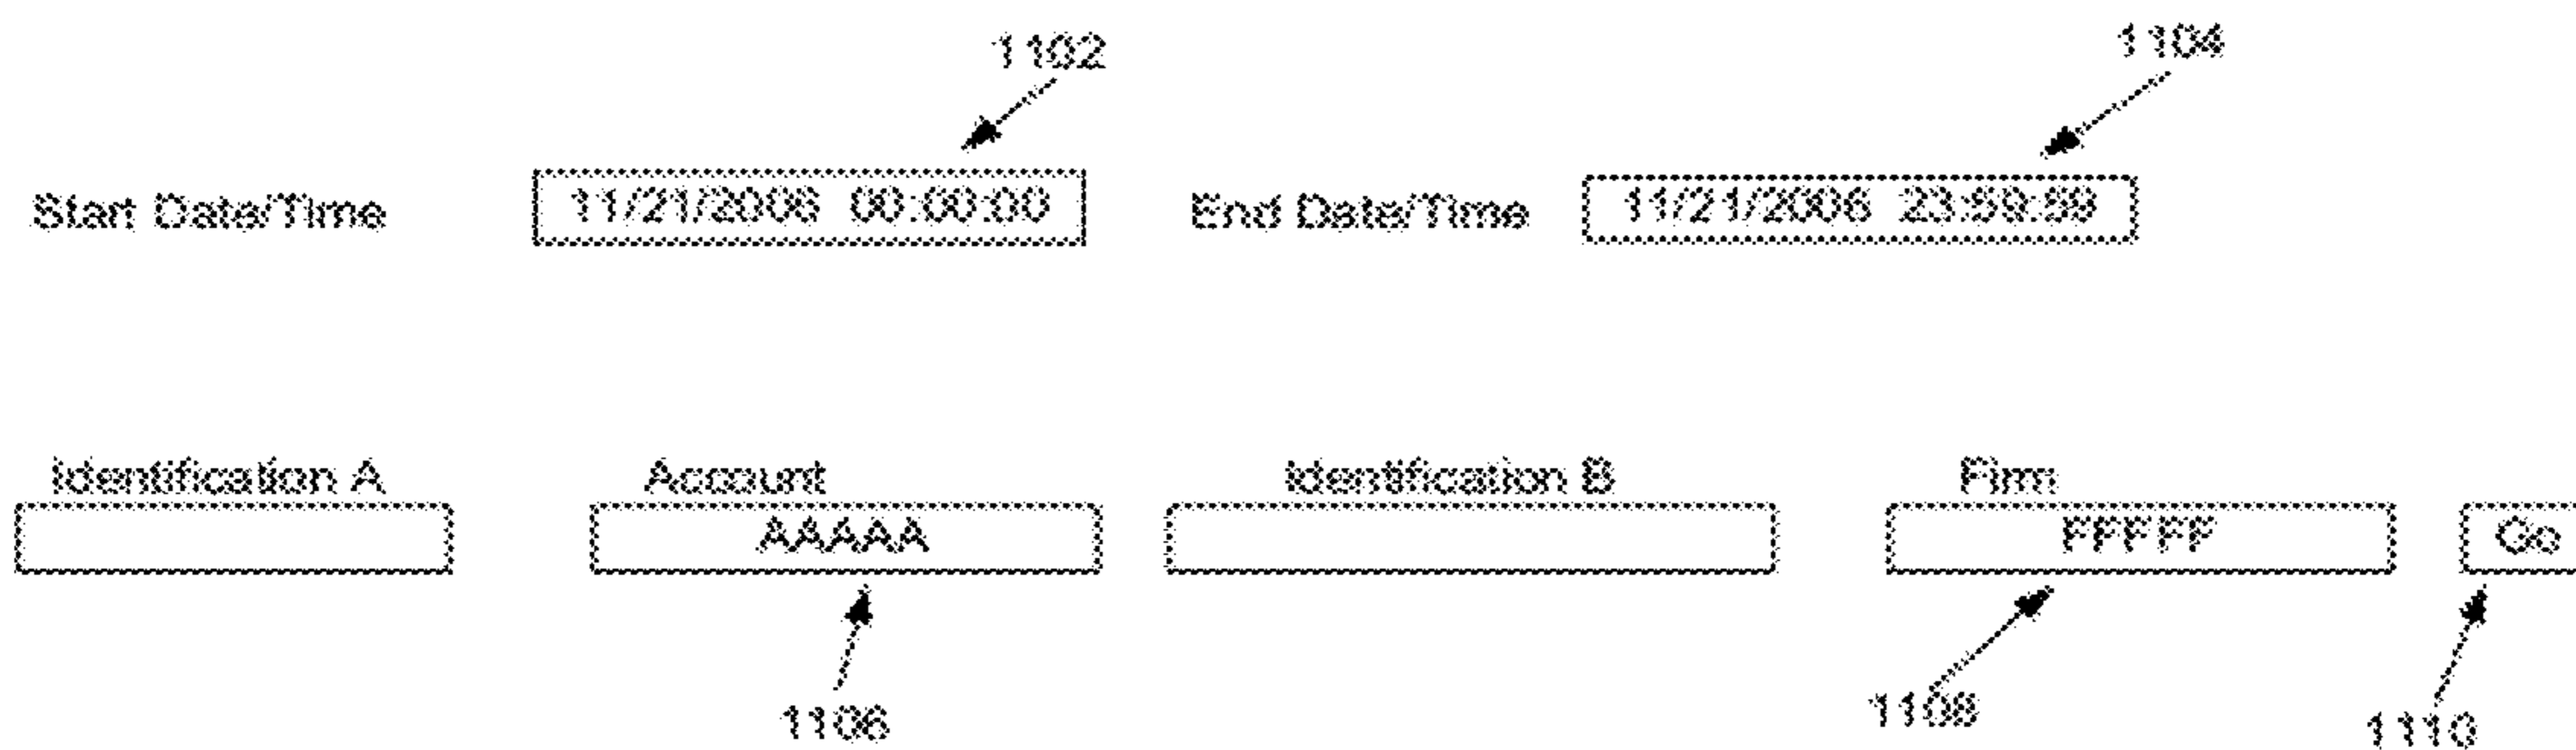 1102 1104
Start Date/Time 11/21/2006 00:00:00 End Date/Time 11/21/2006 23:59:59
Identification A Account Identification B Firm
AAAAA FFFFF Go
1106 1108 1110